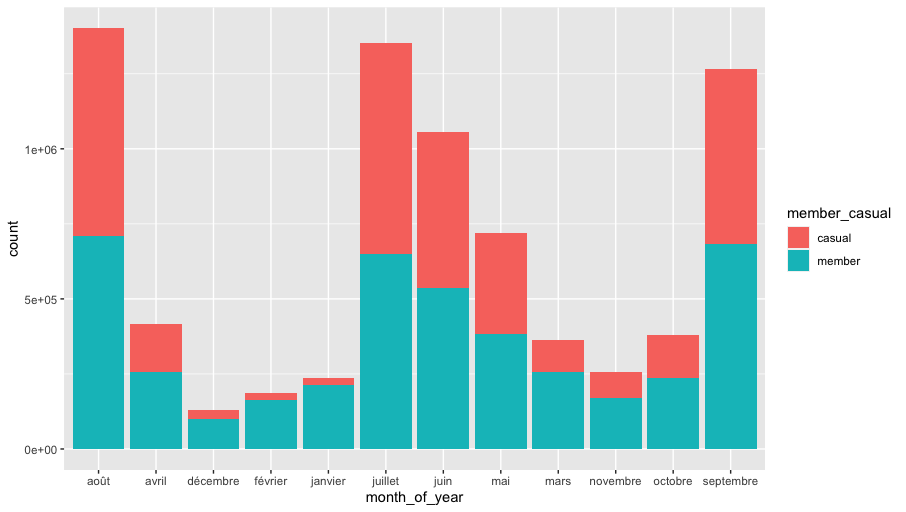 count
1e+06
5e+05
0e+00
août avril décembre février janvier juillet juin mai mars novembre octobre septembre
month_of_year
member_casual
casual
member